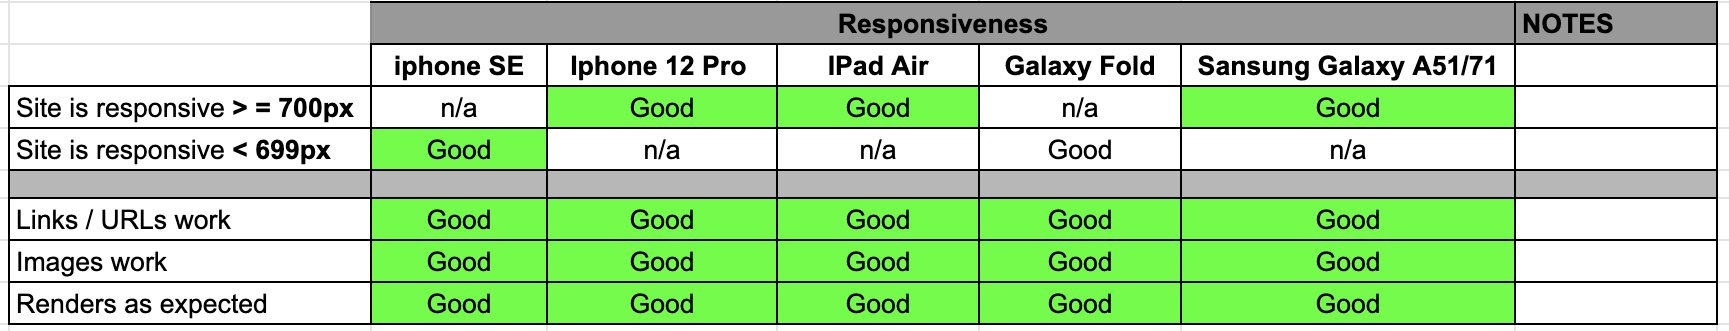 Responsiveness NOTES
iphone SE Iphone 12 Pro IPad Air Galaxy Fold Sansung Galaxy A51/71
Site is responsive > = 700px n/a Good Good n/a Good
Site is responsive < 699px Good n/a n/a Good n/a
Links / URLs work Good Good Good Good Good
Images work Good Good Good Good Good
Renders as expected Good Good Good Good Good